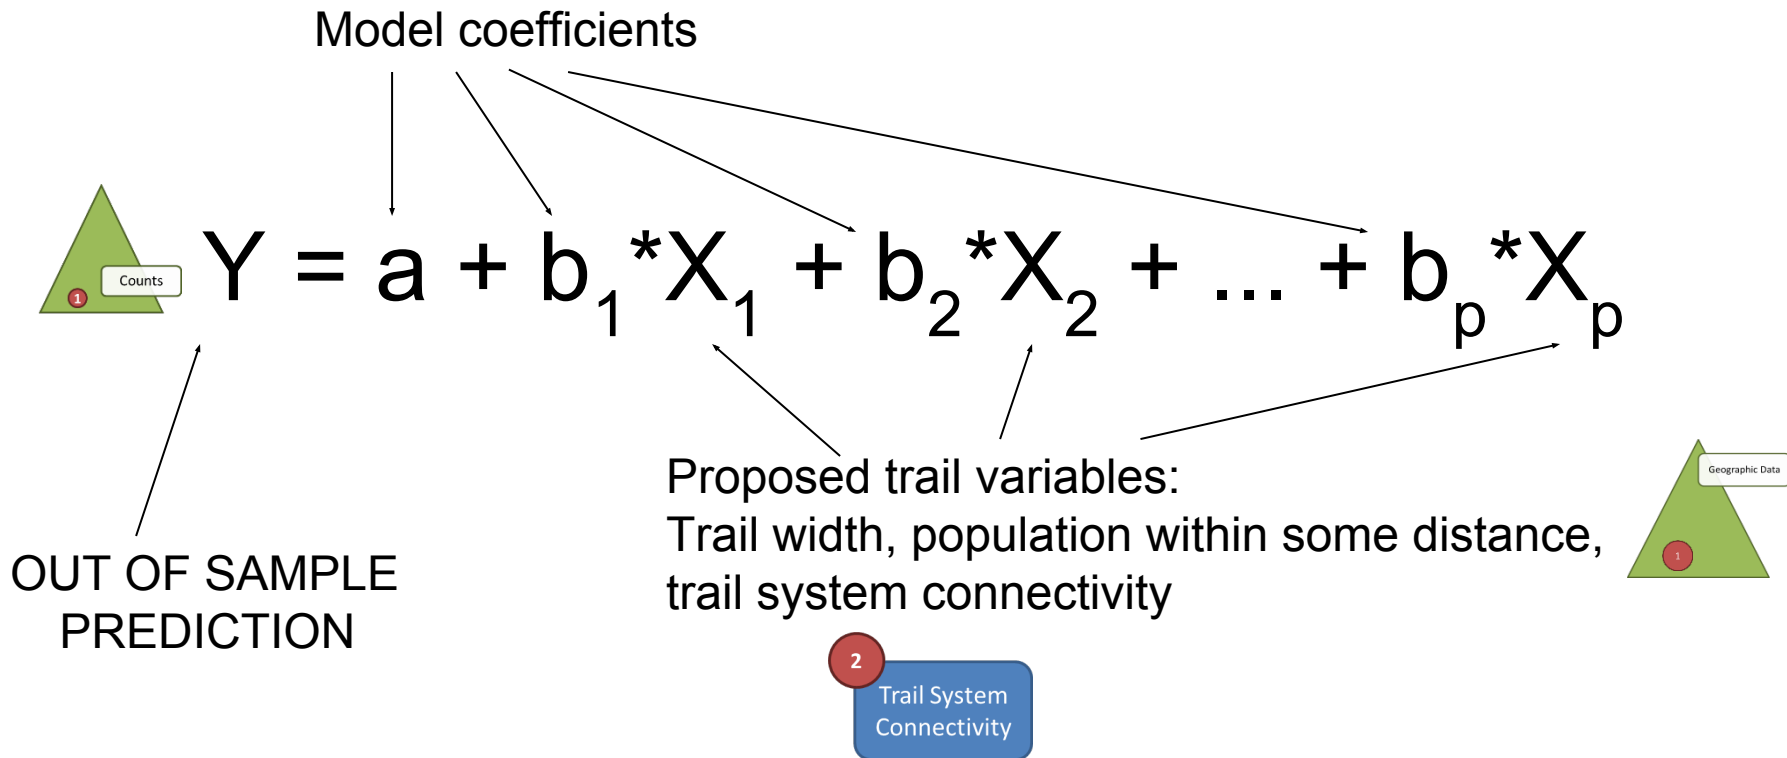 Model coefficients
Counts
1
Y = a + b₁*X₁ + b₂*X₂ + ... + bₚ*Xₚ
Proposed trail variables:
Trail width, population within some distance,
trail system connectivity
Geographic Data
1
OUT OF SAMPLE
PREDICTION
2
Trail System
Connectivity